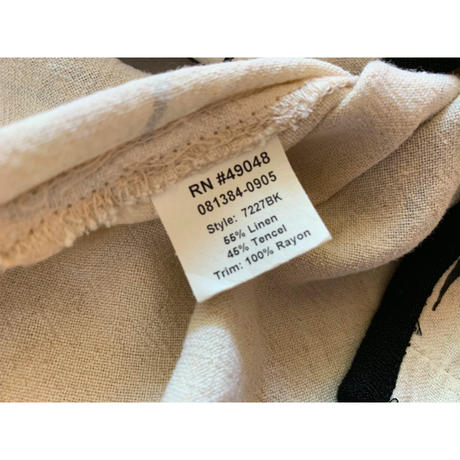 RN #49048
081384-0905
Style: 7227BK
55% Linen
45% Tencel
Trim: 100% Rayon